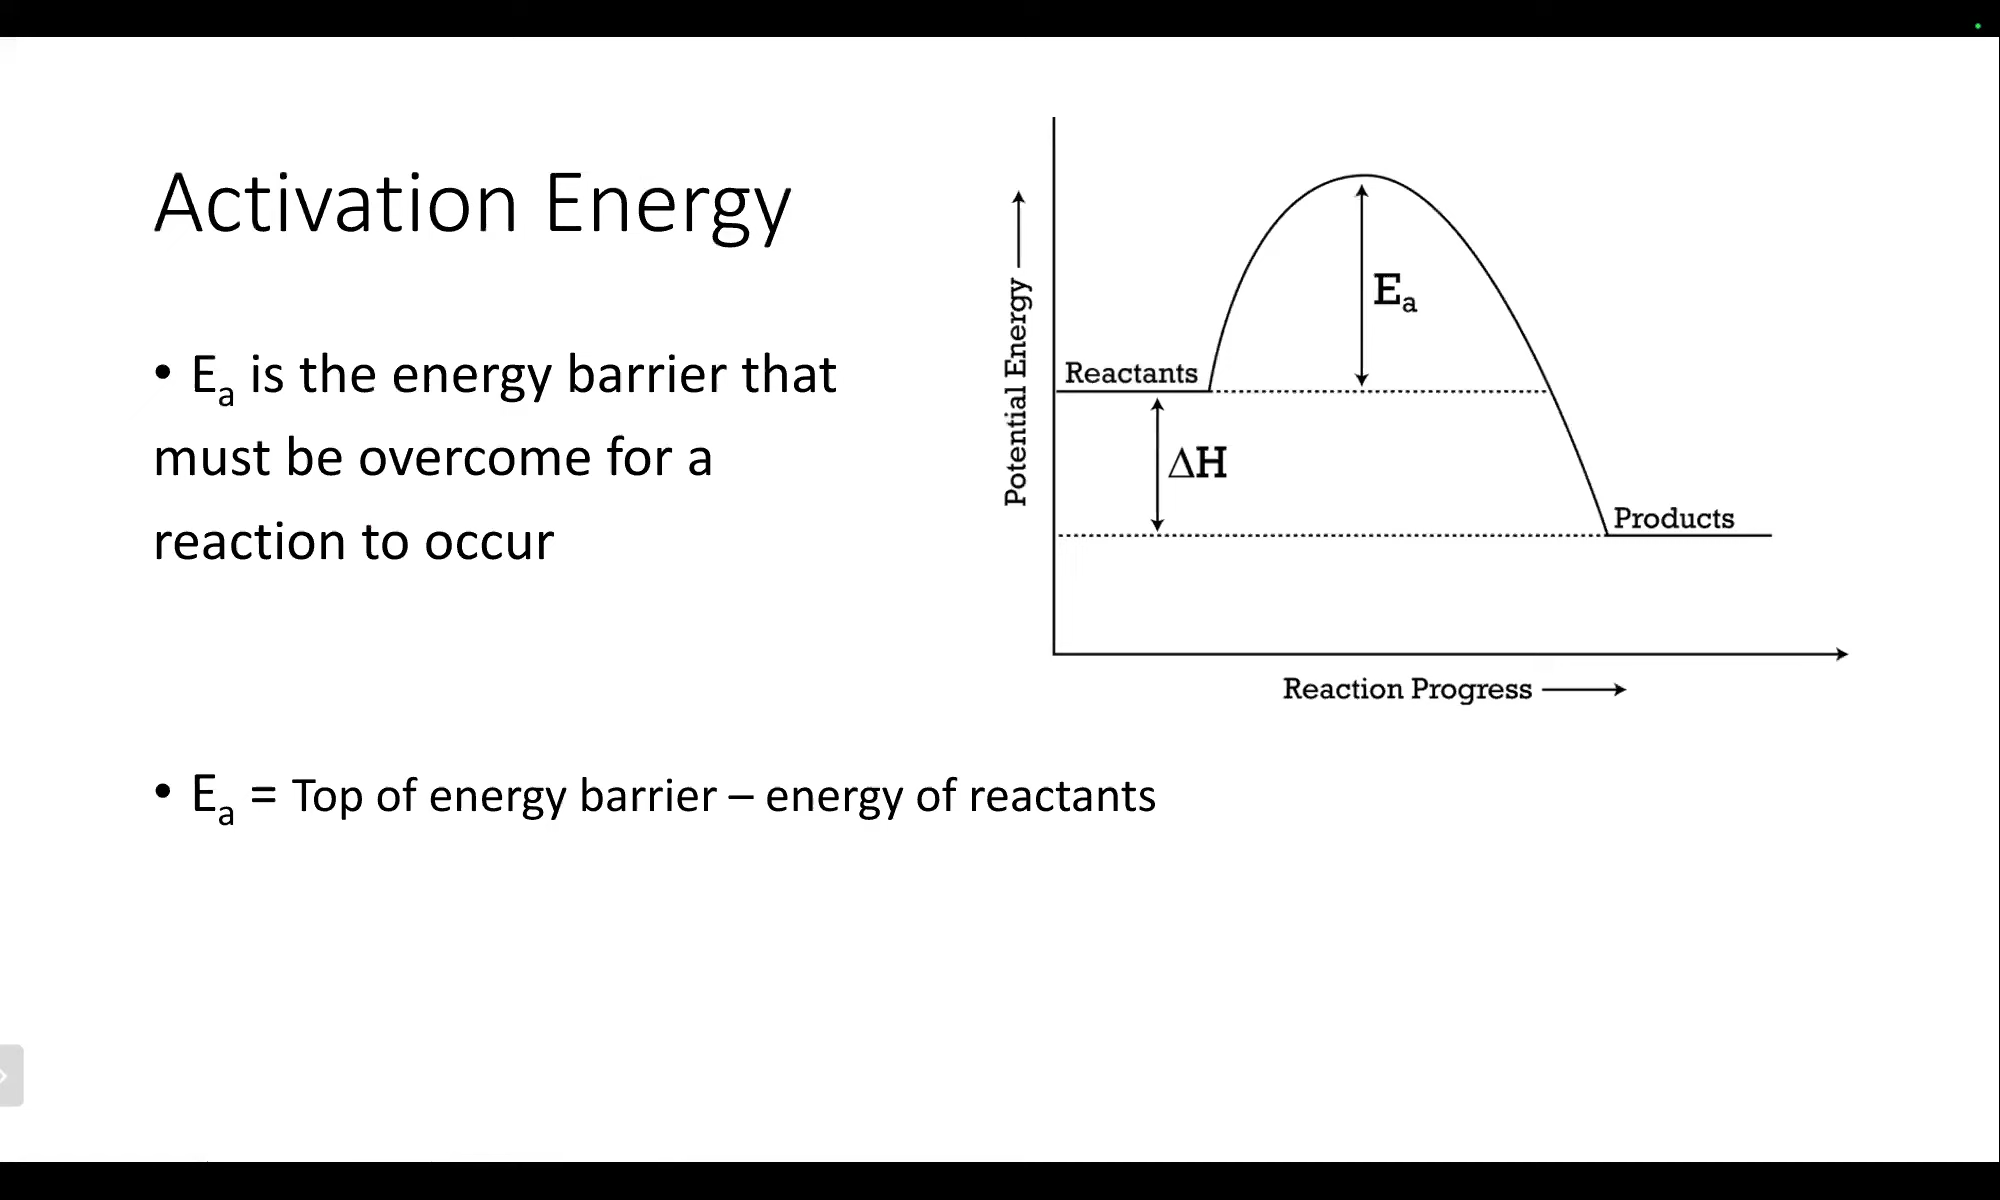 Activation Energy
• Eₐ is the energy barrier that
must be overcome for a
reaction to occur
• Eₐ = Top of energy barrier – energy of reactants
Potential Energy
Eₐ
Reactants
ΔH
Products
Reaction Progress